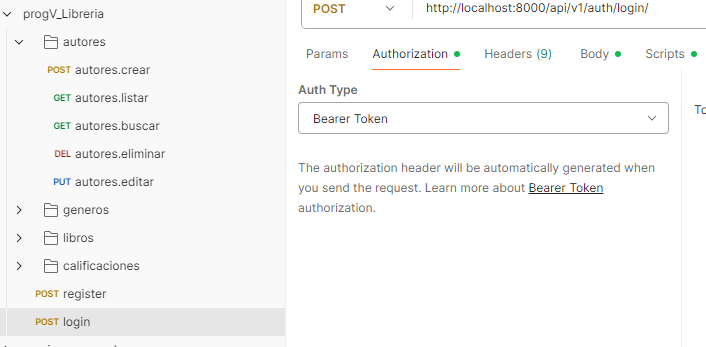 progV_Libreria
autores
POST autores.crear
GET autores.listar
GET autores.buscar
DEL autores.eliminar
PUT autores.editar
generos
libros
calificaciones
POST register
POST login
POST http://localhost:8000/api/v1/auth/login/
Params Authorization Headers (9) Body Scripts
Auth Type
Bearer Token
The authorization header will be automatically generated when
you send the request. Learn more about Bearer Token
authorization.
To